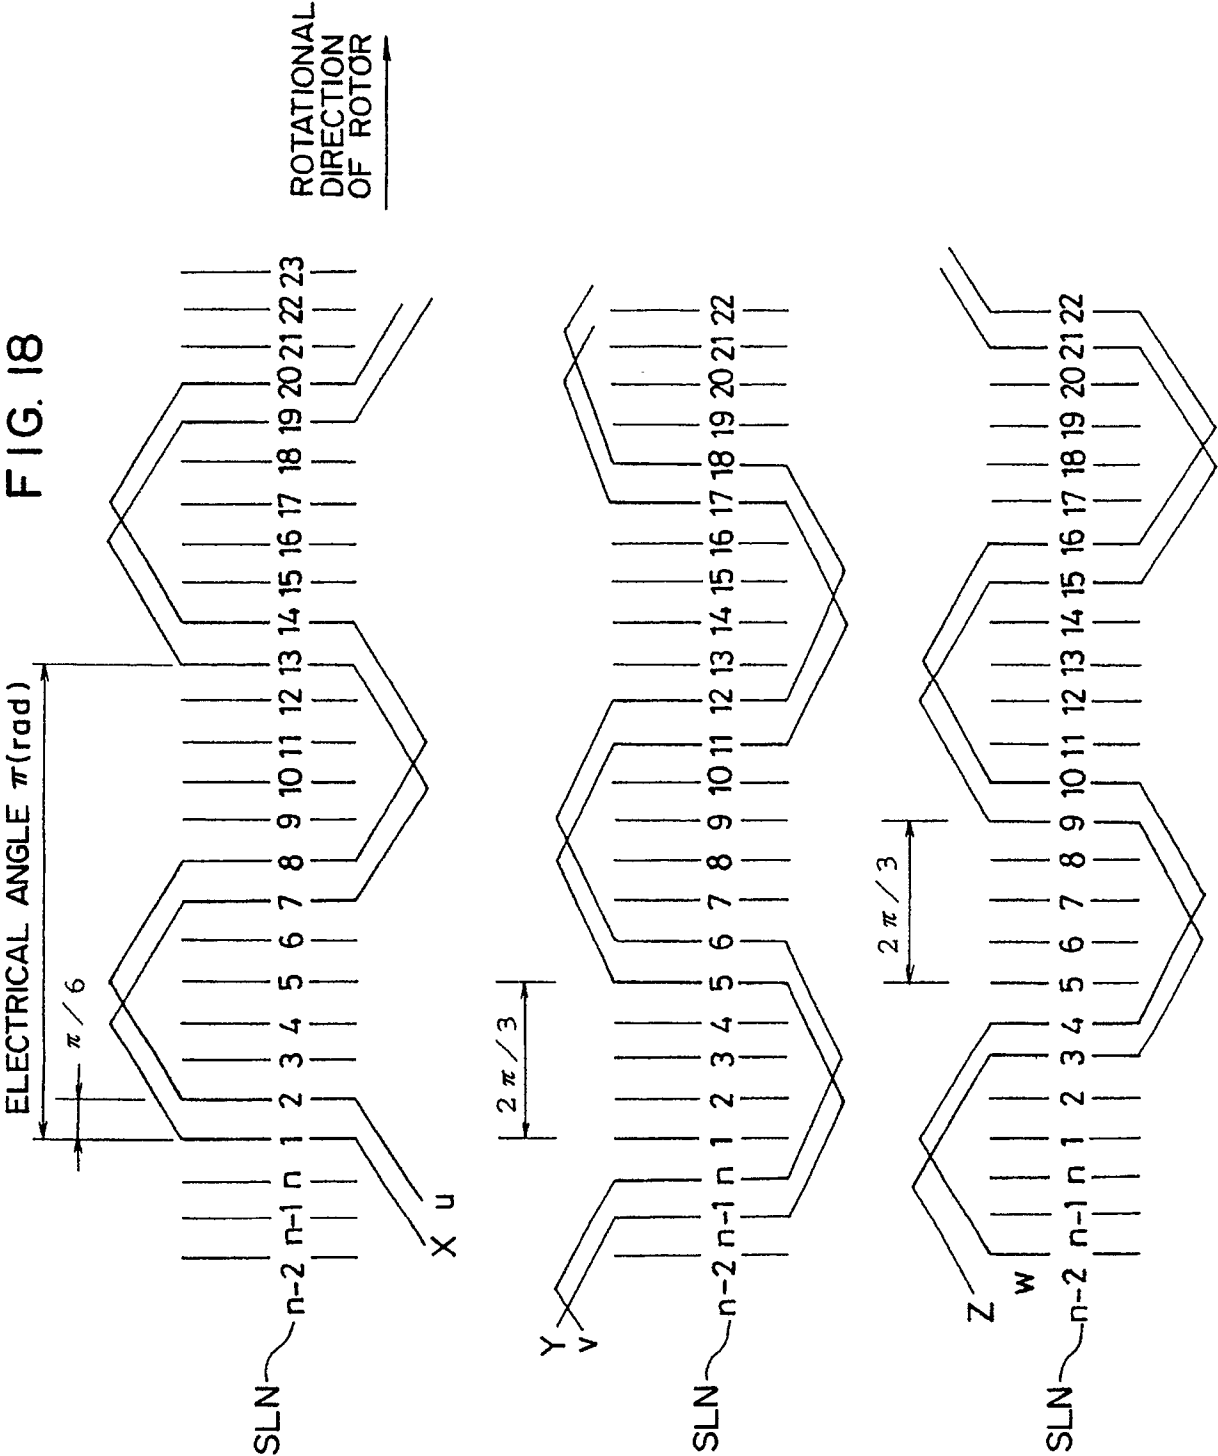 FIG. 18
ELECTRICAL ANGLE π(rad)
π/6
ROTATIONAL
DIRECTION
OF ROTOR
SLN n-2 n-1 n 1 2 3 4 5 6 7 8 9 10 11 12 13 14 15 16 17 18 19 20 21 22 23
X u
2π/3
Y
v
SLN n-2 n-1 n 1 2 3 4 5 6 7 8 9 10 11 12 13 14 15 16 17 18 19 20 21 22
2π/3
Z
w
SLN n-2 n-1 n 1 2 3 4 5 6 7 8 9 10 11 12 13 14 15 16 17 18 19 20 21 22